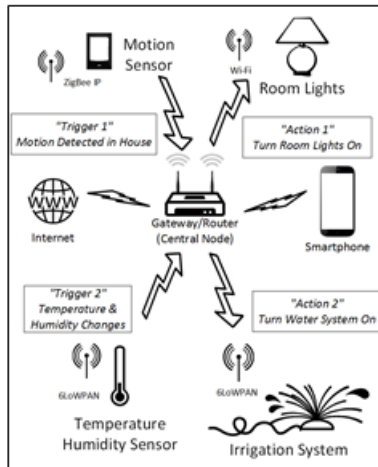 Motion
Sensor
ZigBee IP
Wi-Fi
Room Lights
"Trigger 1"
Motion Detected in House
"Action 1"
Turn Room Lights On
WWW
Internet
Gateway/Router
(Central Node)
Smartphone
"Trigger 2"
Temperature &
Humidity Changes
"Action 2"
Turn Water System On
6LoWPAN
Temperature
Humidity Sensor
6LoWPAN
Irrigation System